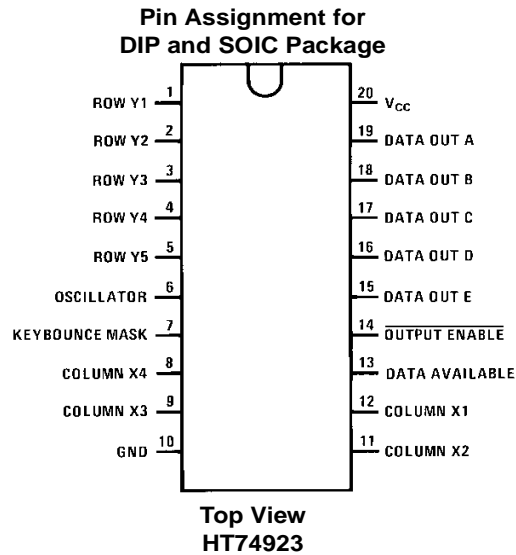 Pin Assignment for
DIP and SOIC Package
ROW Y1 1
ROW Y2 2
ROW Y3 3
ROW Y4 4
ROW Y5 5
OSCILLATOR 6
KEYBOUNCE MASK 7
COLUMN X4 8
COLUMN X3 9
GND 10
20 VCC
19 DATA OUT A
18 DATA OUT B
17 DATA OUT C
16 DATA OUT D
15 DATA OUT E
14 OUTPUT ENABLE
13 DATA AVAILABLE
12 COLUMN X1
11 COLUMN X2
Top View
HT74923